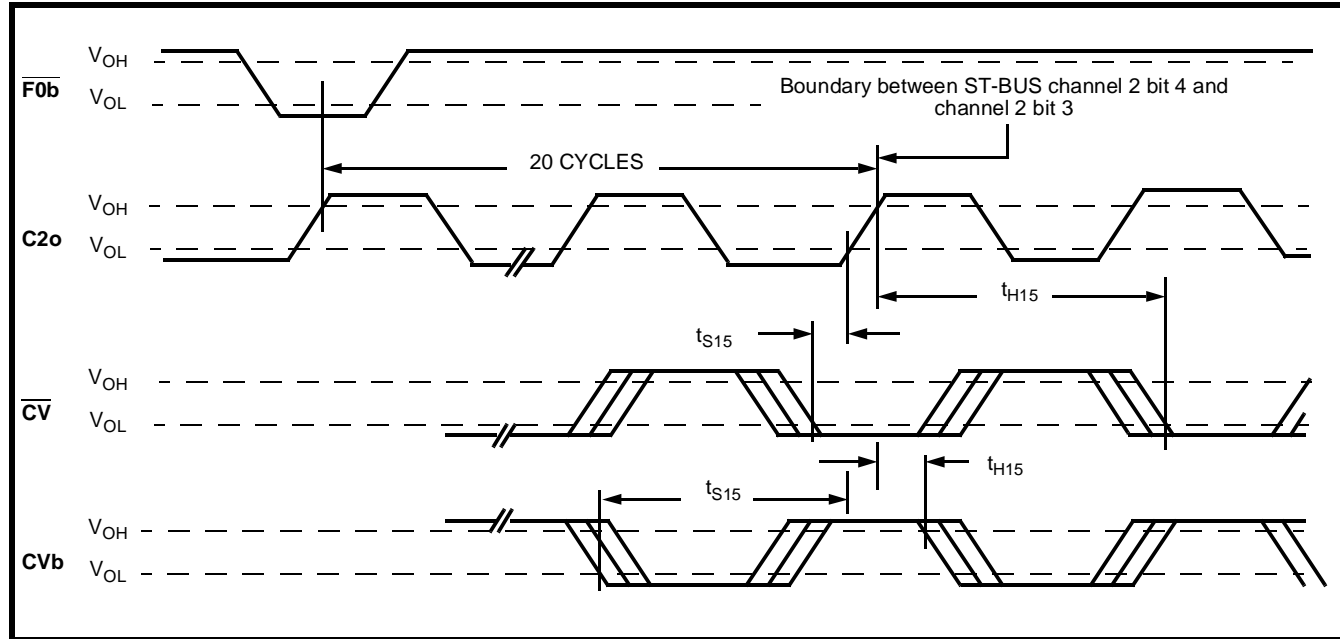 VOH
F0b
VOL
Boundary between ST-BUS channel 2 bit 4 and
channel 2 bit 3
20 CYCLES
VOH
C2o
VOL
tH15
tS15
VOH
CV
VOL
tH15
tS15
VOH
CVb
VOL